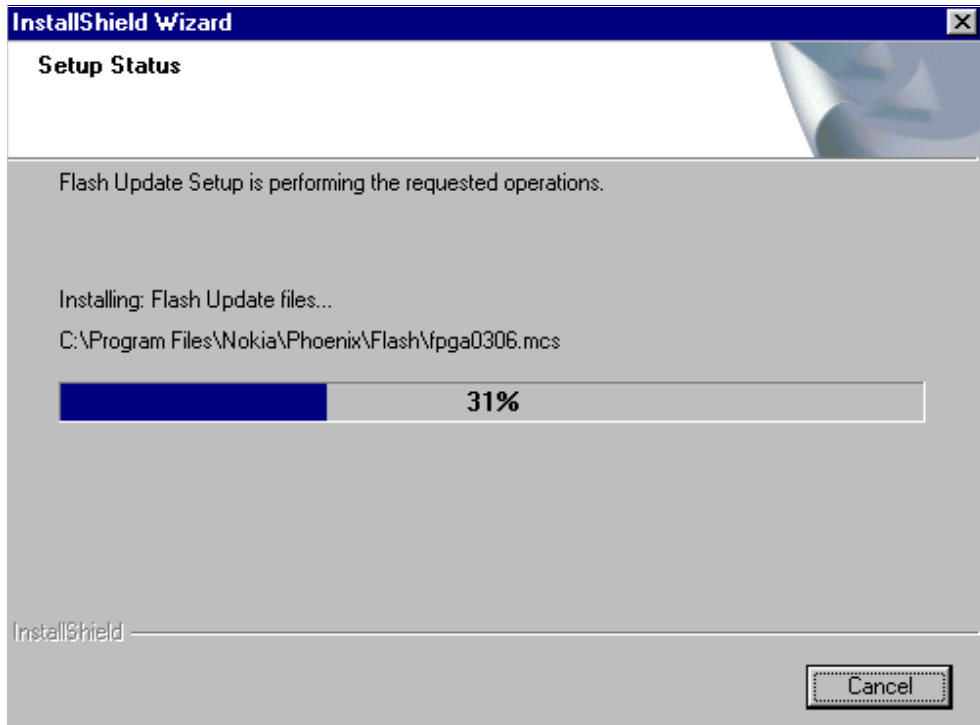 InstallShield Wizard
Setup Status
Flash Update Setup is performing the requested operations.
Installing: Flash Update files...
C:\Program Files\Nokia\Phoenix\Flash\fpga0306.mcs
31%
InstallShield
Cancel